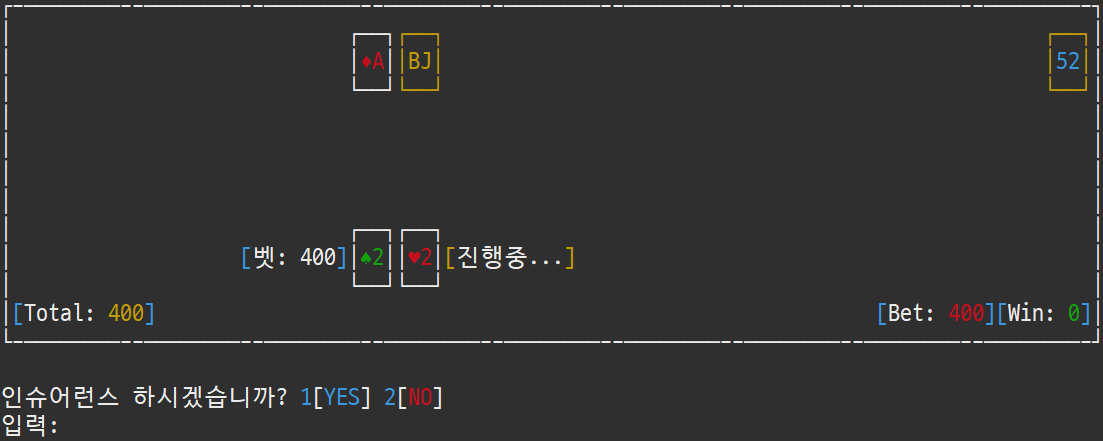 ♦A BJ 52
[벳: 400] ♠2 ♥2 [진행중...]
[Total: 400] [Bet: 400][Win: 0]
인슈어런스 하시겠습니까? 1[YES] 2[NO]
입력: